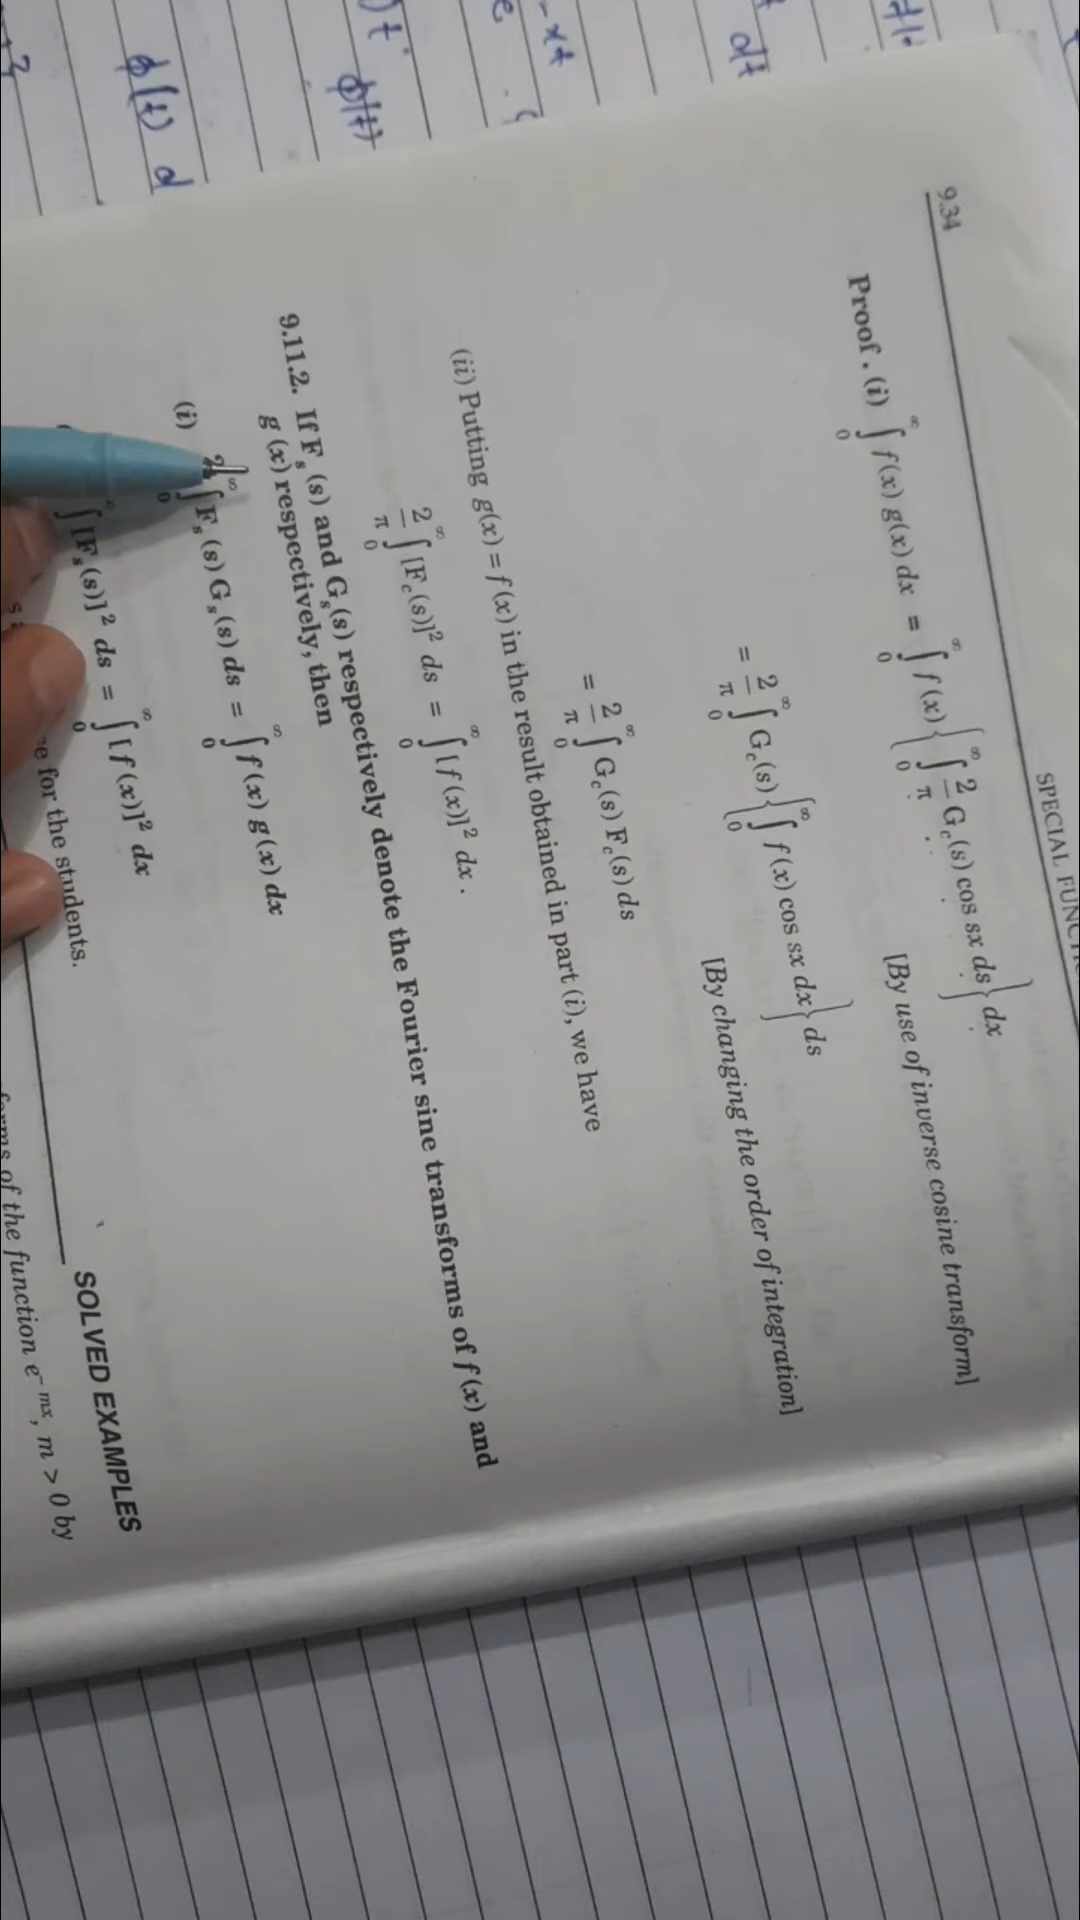 9.34
SPECIAL
Proof. (i) ∫₀^∞ f(x) g(x) dx = ∫₀^∞ f(x) { ∫₀^∞ 2/π G_c(s) cos sx ds } dx
[By use of inverse cosine transform]
= 2/π ∫₀^∞ G_c(s) { ∫₀^∞ f(x) cos sx dx } ds
[By changing the order of integration]
= 2/π ∫₀^∞ G_c(s) F_c(s) ds
(ii) Putting g(x) = f(x) in the result obtained in part (i), we have
2/π ∫₀^∞ [F_c(s)]² ds = ∫₀^∞ [f(x)]² dx.
9.11.2. If F_s(s) and G_s(s) respectively denote the Fourier sine transforms of f(x) and
g(x) respectively, then
(i) ∫₀^∞ F_s(s) G_s(s) ds = ∫₀^∞ f(x) g(x) dx
∫ [F_s(s)]² ds = ∫₀^∞ [f(x)]² dx
for the students.
SOLVED EXAMPLES
of the function e^{-mx}, m > 0 by
dt
φ(t) d
φ(t)